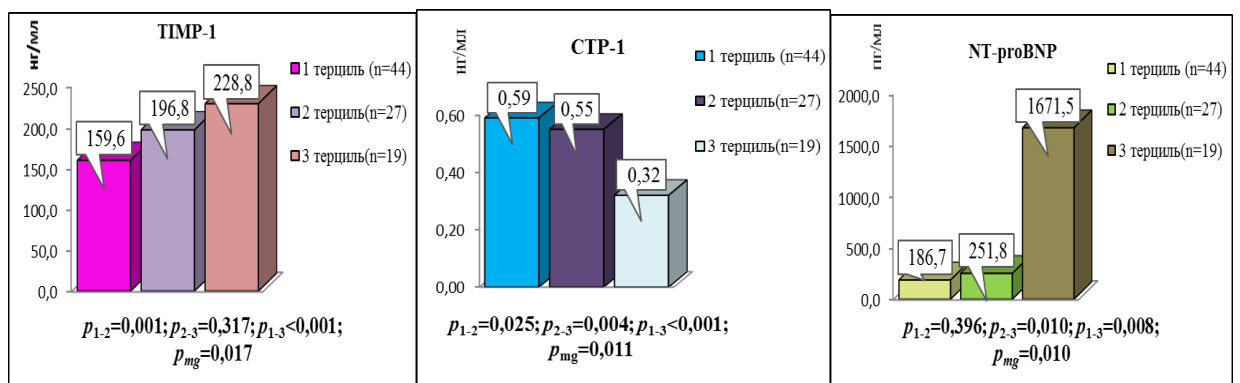 TIMP-1
нг/мл
1 терциль (n=44)
2 терциль(n=27)
3 терциль(n=19)
250,0
200,0
150,0
100,0
50,0
0,0
159,6
196,8
228,8
p1-2=0,001; p2-3=0,317; p1-3<0,001;
pmg=0,017
CTP-1
нг/мл
1 терциль (n=44)
2 терциль(n=27)
3 терциль(n=19)
0,60
0,40
0,20
0,00
0,59
0,55
0,32
p1-2=0,025; p2-3=0,004; p1-3<0,001;
pmg=0,011
NT-proBNP
пг/мл
1 терциль (n=44)
2 терциль (n=27)
3 терциль(n=19)
2000,0
1500,0
1000,0
500,0
0,0
186,7
251,8
1671,5
p1-2=0,396; p2-3=0,010; p1-3=0,008;
pmg=0,010